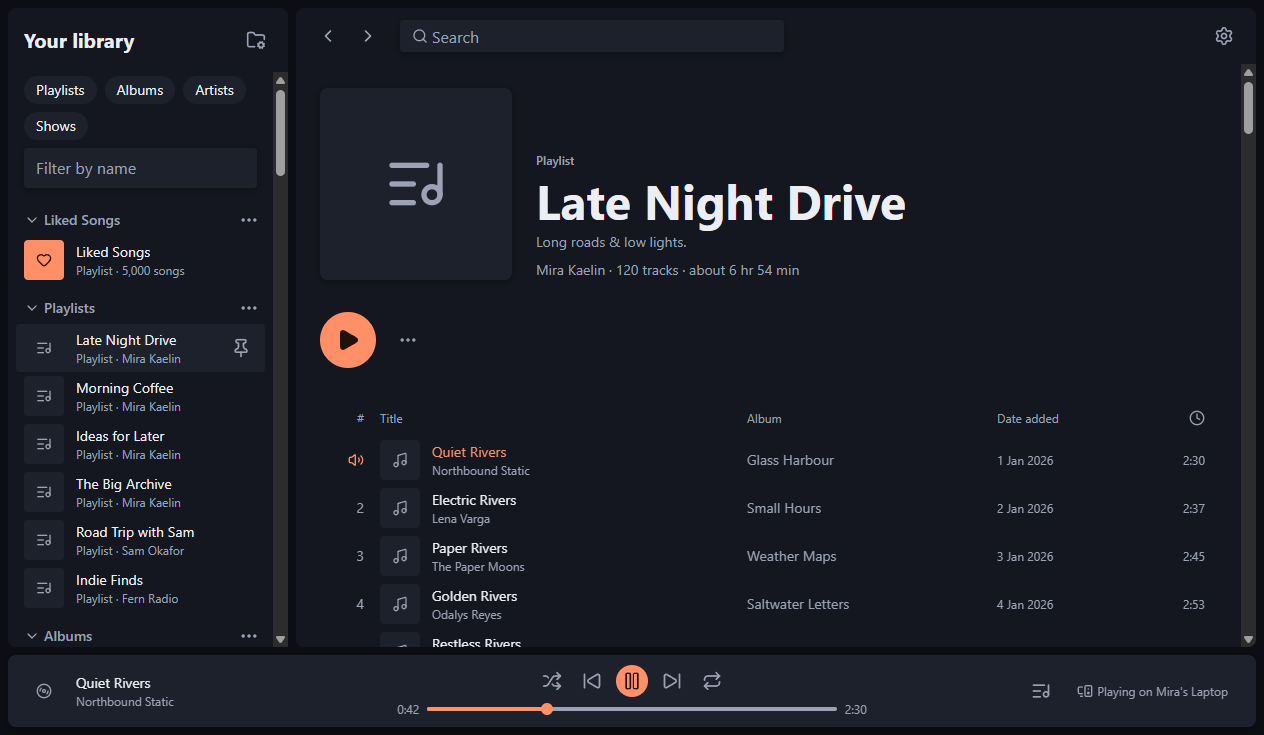 Your library
Playlists
Albums
Artists
Shows
Filter by name
Liked Songs
Liked Songs
Playlist · 5,000 songs
Playlists
Late Night Drive
Playlist · Mira Kaelin
Morning Coffee
Playlist · Mira Kaelin
Ideas for Later
Playlist · Mira Kaelin
The Big Archive
Playlist · Mira Kaelin
Road Trip with Sam
Playlist · Sam Okafor
Indie Finds
Playlist · Fern Radio
Albums
Search
Playlist
Late Night Drive
Long roads & low lights.
Mira Kaelin · 120 tracks · about 6 hr 54 min
# Title Album Date added
Quiet Rivers
Northbound Static
Glass Harbour 1 Jan 2026 2:30
2 Electric Rivers
Lena Varga
Small Hours 2 Jan 2026 2:37
3 Paper Rivers
The Paper Moons
Weather Maps 3 Jan 2026 2:45
4 Golden Rivers
Odalys Reyes
Saltwater Letters 4 Jan 2026 2:53
Restless Rivers
Quiet Rivers
Northbound Static
0:42 2:30
Playing on Mira's Laptop